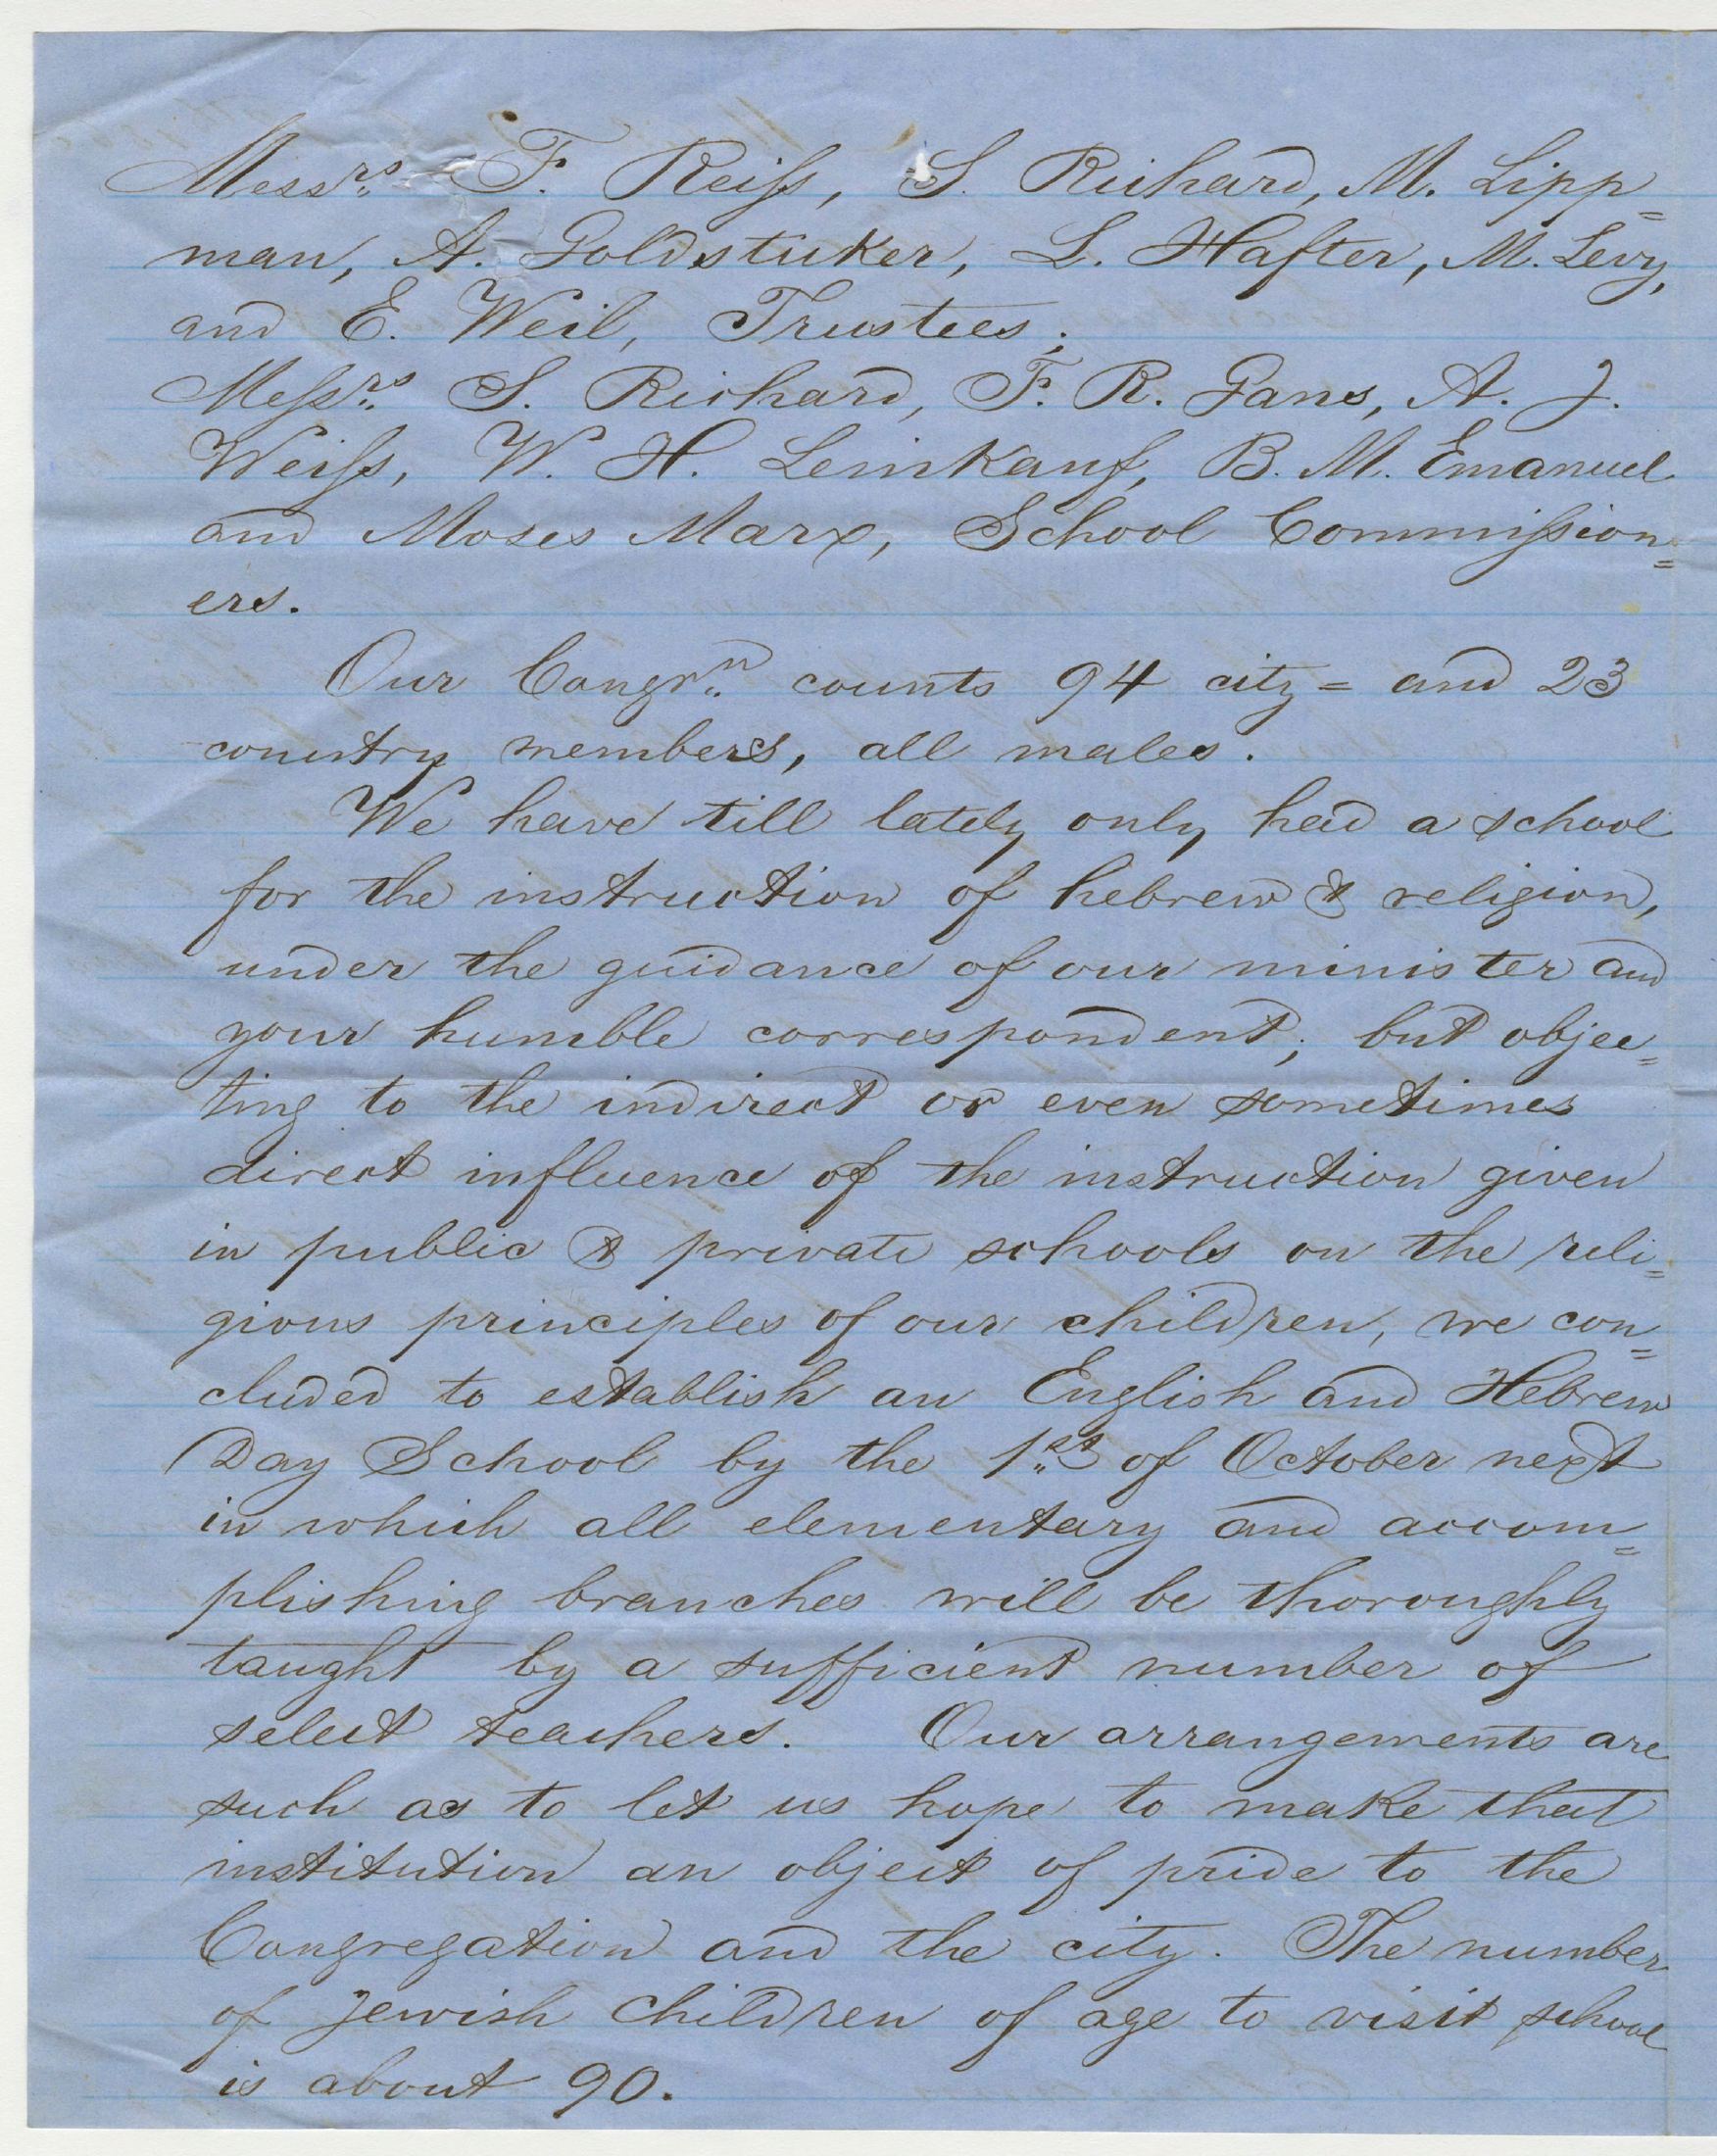 Messrs. F. Reiſs, S. Richard, M. Lipp=
man, A. Goldstuker, L. Hafter, M. Levy,
and E. Weil, Trustees;
Meſsrs. S. Richard, F. R. Gans, A. J.
Weiſs, W. H. Leinkauf, B. M. Emanuel
and Moses Marx, School Commiſsion=
ers.
Our Congrn. counts 94 city= and 23
country members, all males.
We have till lately only had a school
for the instruction of hebrew & religion,
under the guidance of our minister and
your humble correspondent; but objec=
ting to the indirect or even sometimes
direct influence of the instruction given
in public & private schools on the reli=
gious principles of our children, we con=
cluded to establish an English and Hebrew
Day School by the 1st of October next
in which all elementary and accom=
plishing branches will be thoroughly
taught by a sufficient number of
select teachers. Our arrangements are
such as to let us hope to make that
institution an object of pride to the
Congregation and the city. The number
of Jewish children of age to visit school
is about 90.